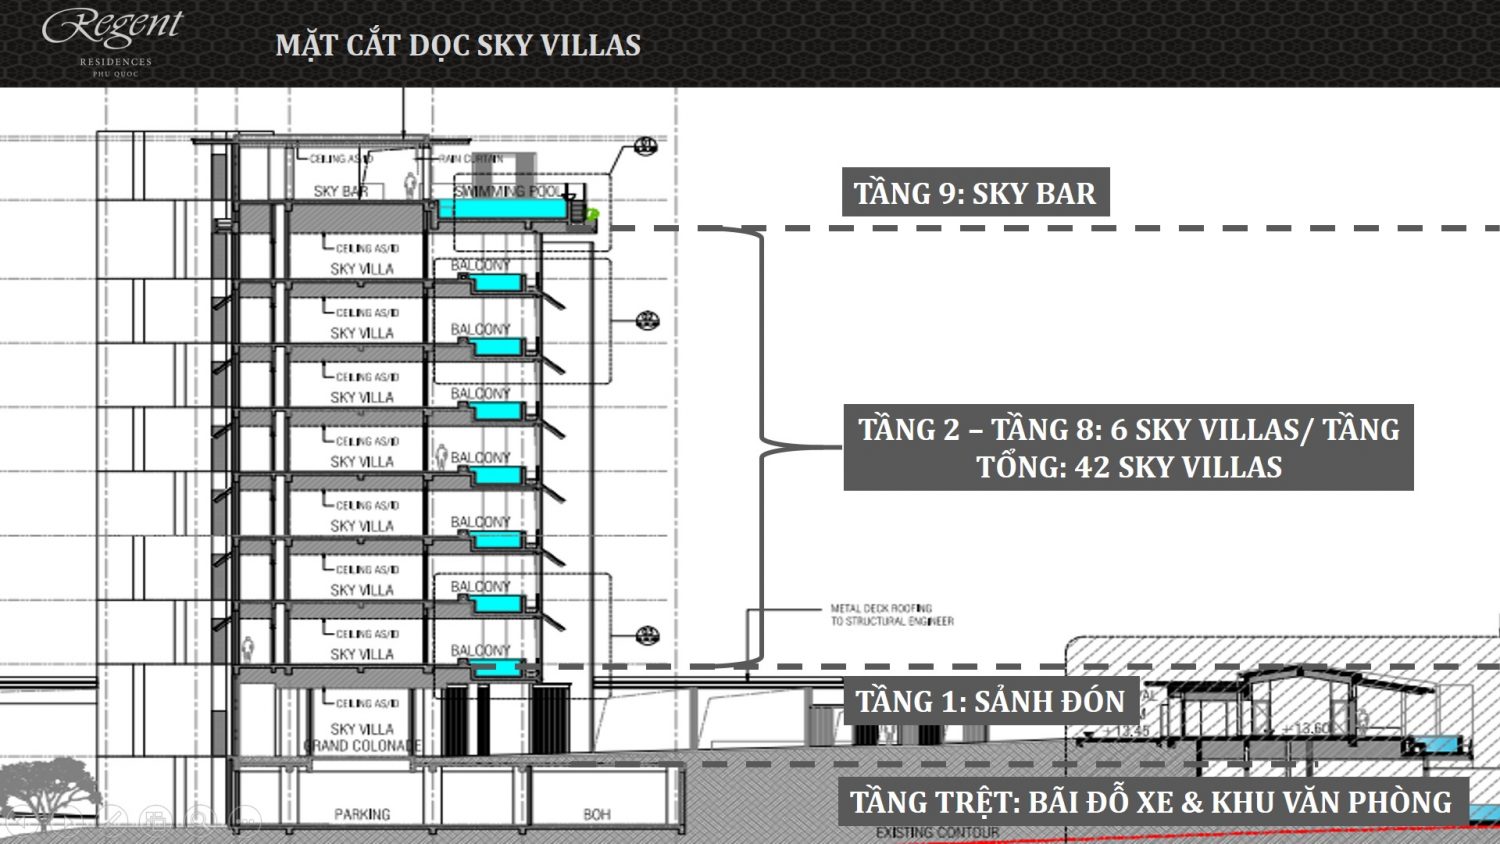 Regent
RESIDENCES
PHU QUOC
MẶT CẮT DỌC SKY VILLAS
CEILING AS/ID
RAIN CURTAIN
SKY BAR
SWIMMING POOL
TẦNG 9: SKY BAR
CEILING AS/ID
SKY VILLA
BALCONY
CEILING AS/ID
SKY VILLA
BALCONY
CEILING AS/ID
SKY VILLA
BALCONY
TẦNG 2 – TẦNG 8: 6 SKY VILLAS/ TẦNG
TỔNG: 42 SKY VILLAS
CEILING AS/ID
SKY VILLA
BALCONY
CEILING AS/ID
SKY VILLA
BALCONY
CEILING AS/ID
SKY VILLA
BALCONY
METAL DECK ROOFING
TO STRUCTURAL ENGINEER
CEILING AS/ID
SKY VILLA
BALCONY
TẦNG 1: SẢNH ĐÓN
CEILING AS/ID
SKY VILLA
GRAND COLONADE
+13.45
+13.60
TẦNG TRỆT: BÃI ĐỖ XE & KHU VĂN PHÒNG
PARKING
BOH
EXISTING CONTOUR